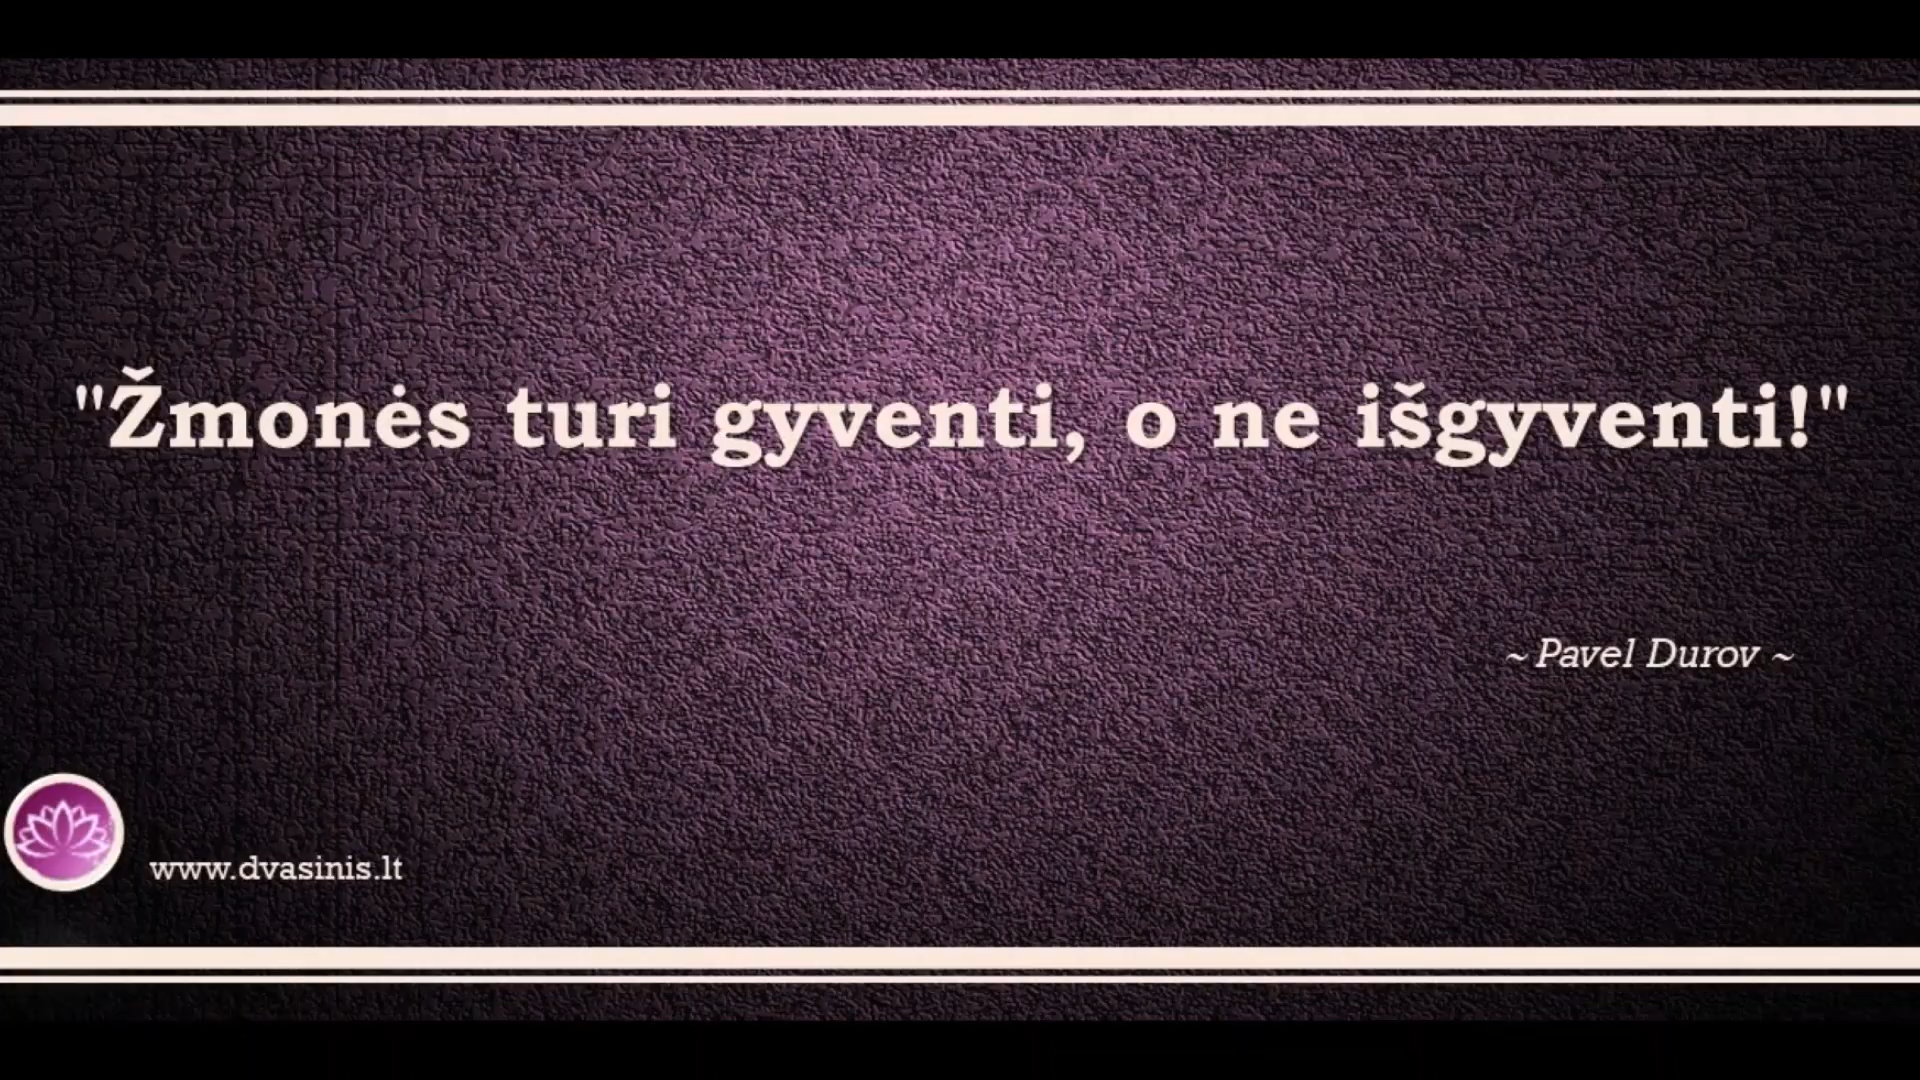 "Žmonės turi gyventi, o ne išgyventi!"
~ Pavel Durov ~
www.dvasinis.lt